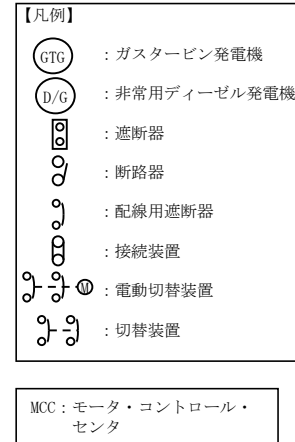 【凡例】
GTG ：ガスタービン発電機
D/G ：非常用ディーゼル発電機
：遮断器
：断路器
：配線用遮断器
：接続装置
M ：電動切替装置
：切替装置
MCC：モータ・コントロール・
センタ